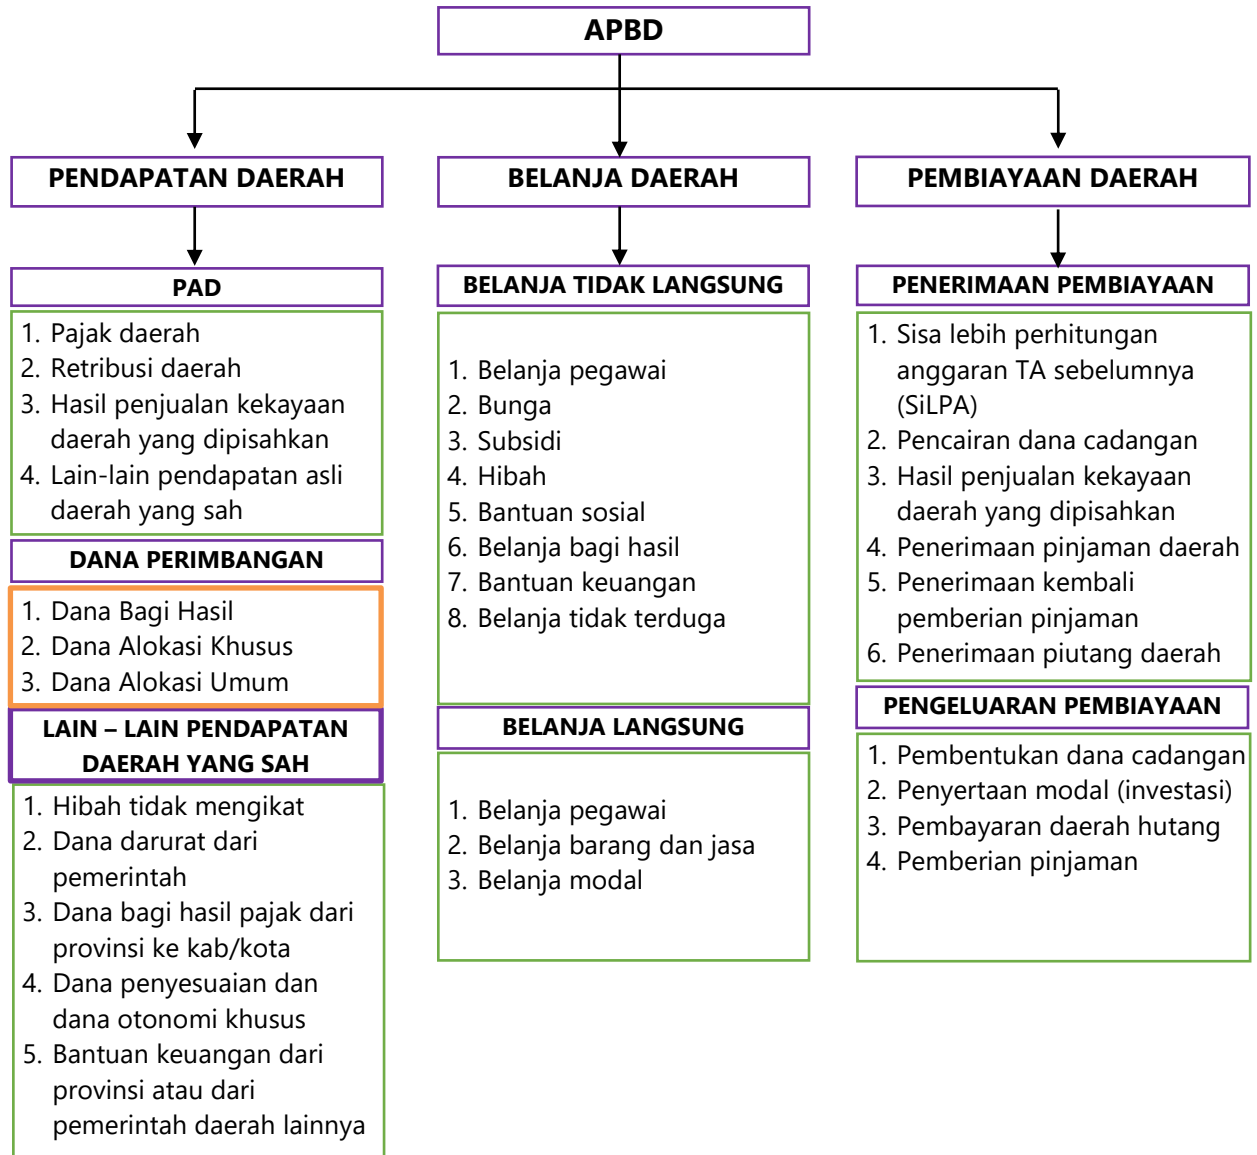 APBD
PENDAPATAN DAERAH
PAD
1. Pajak daerah
2. Retribusi daerah
3. Hasil penjualan kekayaan
daerah yang dipisahkan
4. Lain-lain pendapatan asli
daerah yang sah
DANA PERIMBANGAN
1. Dana Bagi Hasil
2. Dana Alokasi Khusus
3. Dana Alokasi Umum
LAIN – LAIN PENDAPATAN
DAERAH YANG SAH
1. Hibah tidak mengikat
2. Dana darurat dari
pemerintah
3. Dana bagi hasil pajak dari
provinsi ke kab/kota
4. Dana penyesuaian dan
dana otonomi khusus
5. Bantuan keuangan dari
provinsi atau dari
pemerintah daerah lainnya
BELANJA DAERAH
BELANJA TIDAK LANGSUNG
1. Belanja pegawai
2. Bunga
3. Subsidi
4. Hibah
5. Bantuan sosial
6. Belanja bagi hasil
7. Bantuan keuangan
8. Belanja tidak terduga
BELANJA LANGSUNG
1. Belanja pegawai
2. Belanja barang dan jasa
3. Belanja modal
PEMBIAYAAN DAERAH
PENERIMAAN PEMBIAYAAN
1. Sisa lebih perhitungan
anggaran TA sebelumnya
(SiLPA)
2. Pencairan dana cadangan
3. Hasil penjualan kekayaan
daerah yang dipisahkan
4. Penerimaan pinjaman daerah
5. Penerimaan kembali
pemberian pinjaman
6. Penerimaan piutang daerah
PENGELUARAN PEMBIAYAAN
1. Pembentukan dana cadangan
2. Penyertaan modal (investasi)
3. Pembayaran daerah hutang
4. Pemberian pinjaman